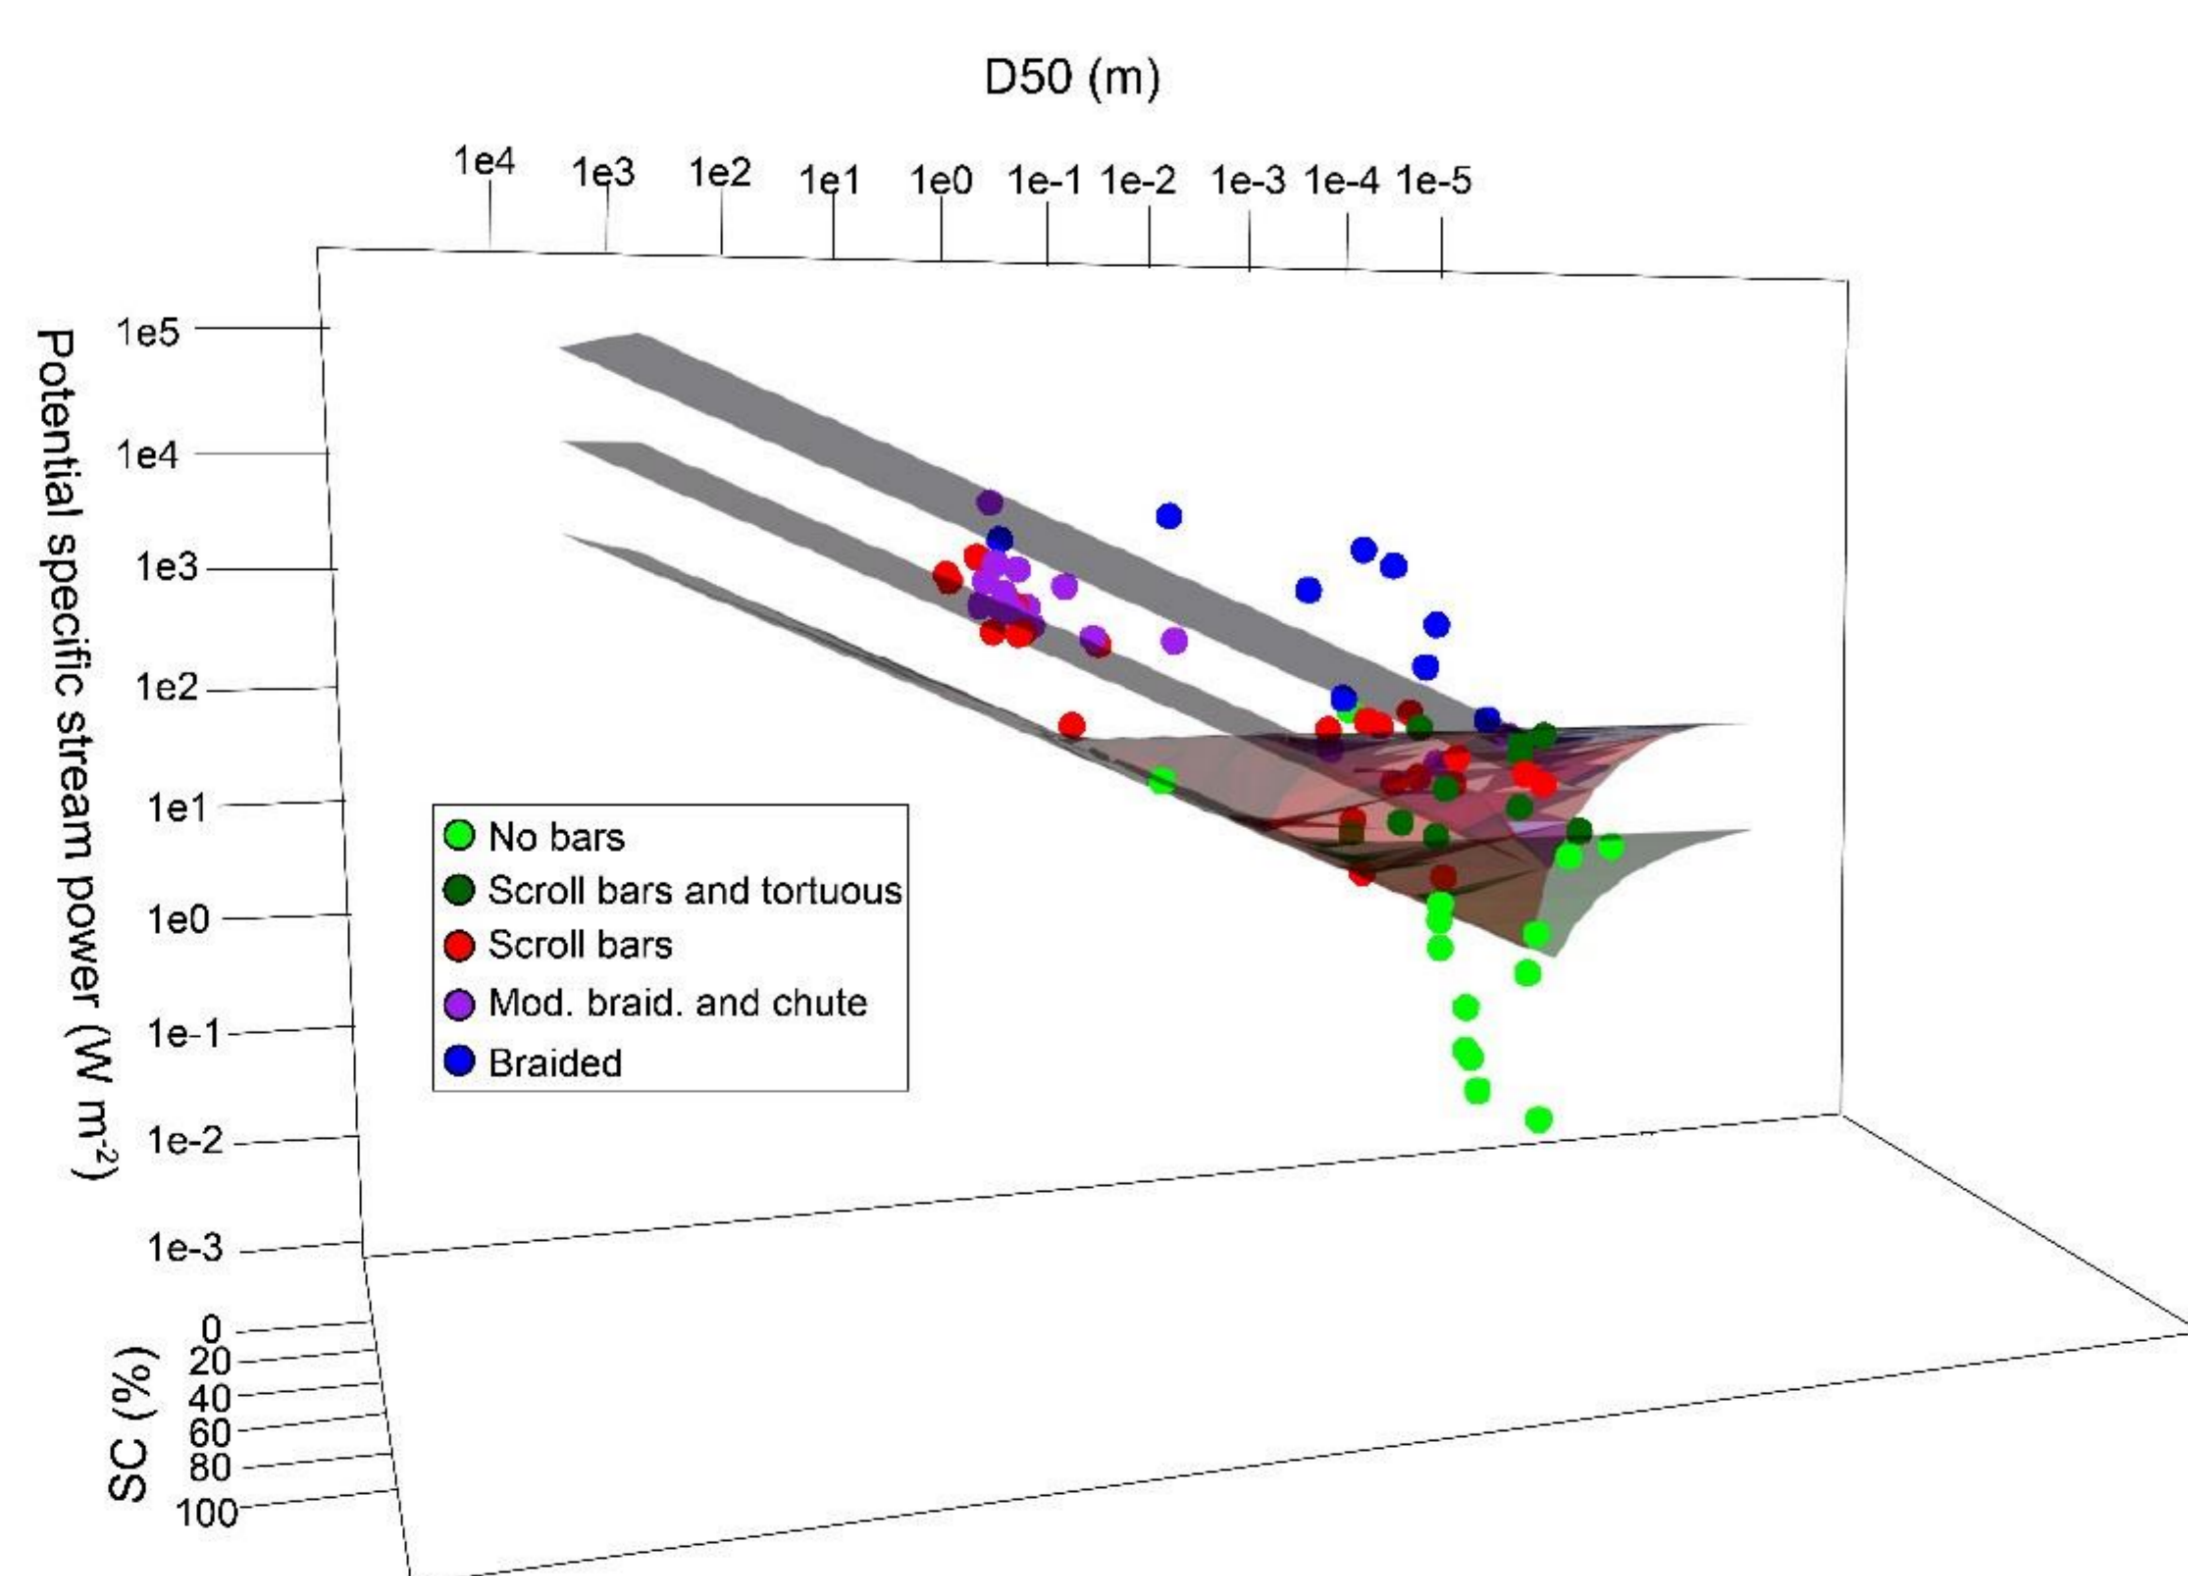 D50 (m)
1e4 1e3 1e2 1e1 1e0 1e-1 1e-2 1e-3 1e-4 1e-5
Potential specific stream power (W m-2)
1e5
1e4
1e3
1e2
1e1
1e0
1e-1
1e-2
1e-3
No bars
Scroll bars and tortuous
Scroll bars
Mod. braid. and chute
Braided
SC (%)
0
20
40
60
80
100